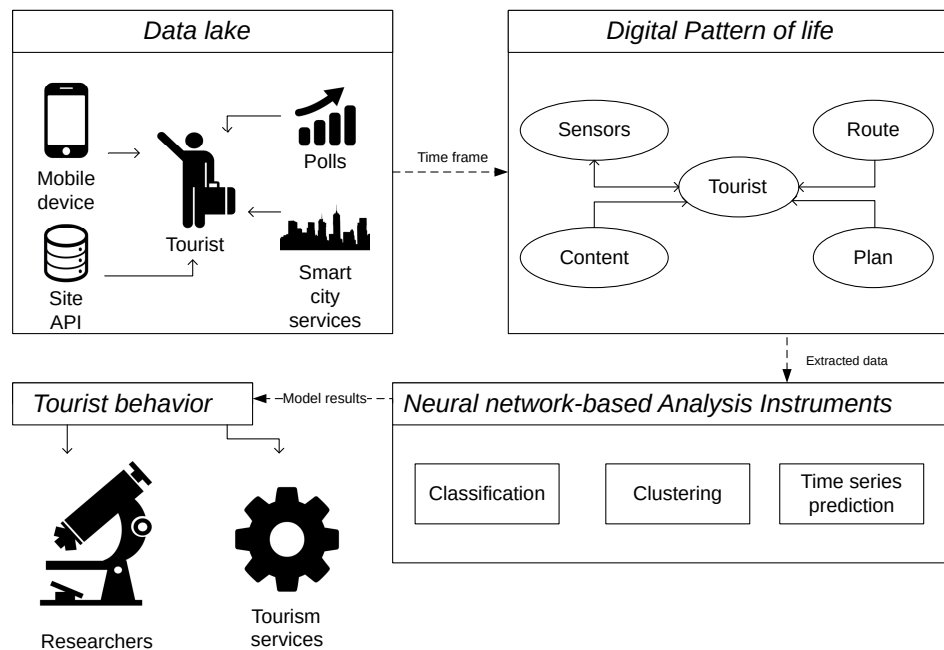 Data lake
Mobile
device
Site
API
Tourist
Polls
Smart
city
services
Time frame
Digital Pattern of life
Sensors
Route
Tourist
Content
Plan
Extracted data
Neural network-based Analysis Instruments
Classification
Clustering
Time series
prediction
Model results
Tourist behavior
Researchers
Tourism
services